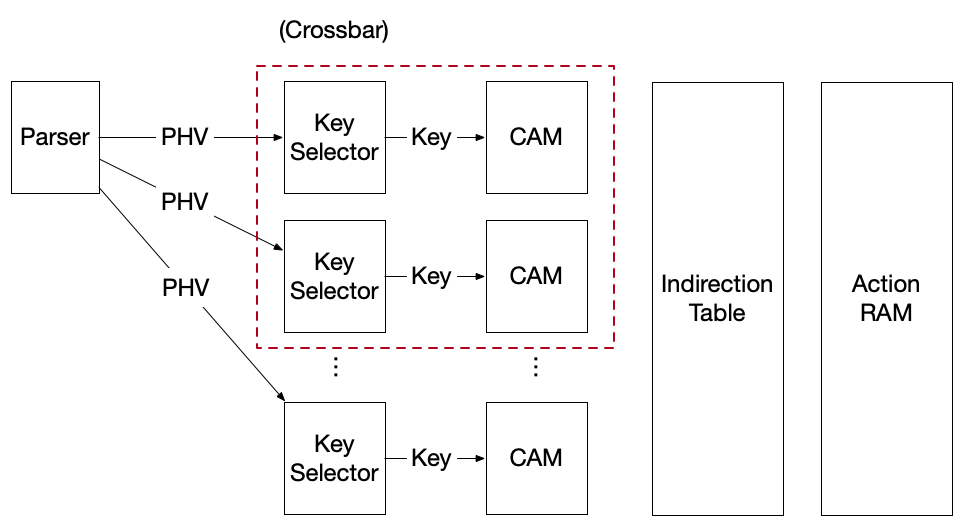 (Crossbar)
Parser
PHV
Key
Selector
Key
CAM
PHV
Key
Selector
Key
CAM
Indirection
Table
Action
RAM
PHV
⋮
⋮
Key
Selector
Key
CAM